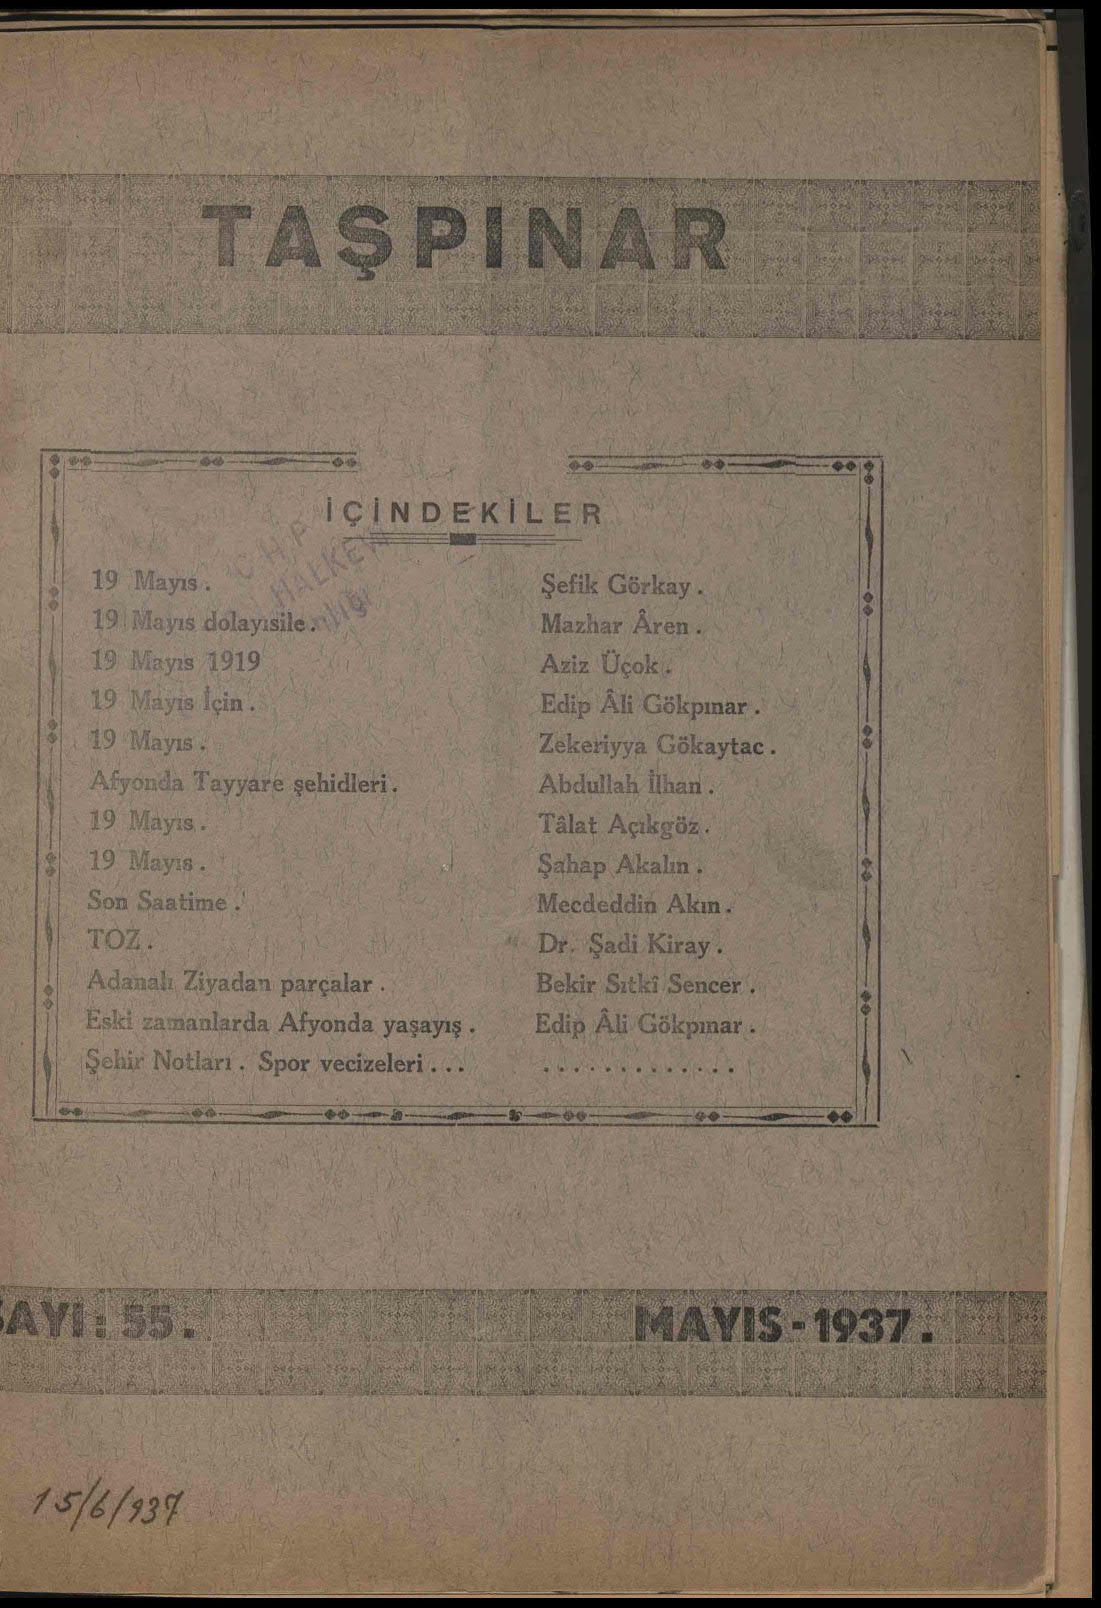 TAŞPINAR
İÇİNDEKİLER
C H P
HALKEVİ
19 Mayıs . Şefik Görkay .
19 Mayıs dolayısile . Mazhar Âren .
19 Mayıs 1919 Aziz Üçok .
19 Mayıs İçin . Edip Âli Gökpınar .
19 Mayıs . Zekeriyya Gökaytac .
Afyonda Tayyare şehidleri . Abdullah İlhan .
19 Mayıs . Tâlat Açıkgöz .
19 Mayıs . Şahap Akalın .
Son Saatime . Mecdeddin Akın .
TOZ . Dr. Şadi Kiray .
Adanalı Ziyadan parçalar . Bekir Sıtkî Sencer .
Eski zamanlarda Afyonda yaşayış . Edip Âli Gökpınar .
Şehir Notları . Spor vecizeleri . . . . . . . . . . . . . . . .
SAYI : 55 . MAYIS - 1937 .
15/6/937